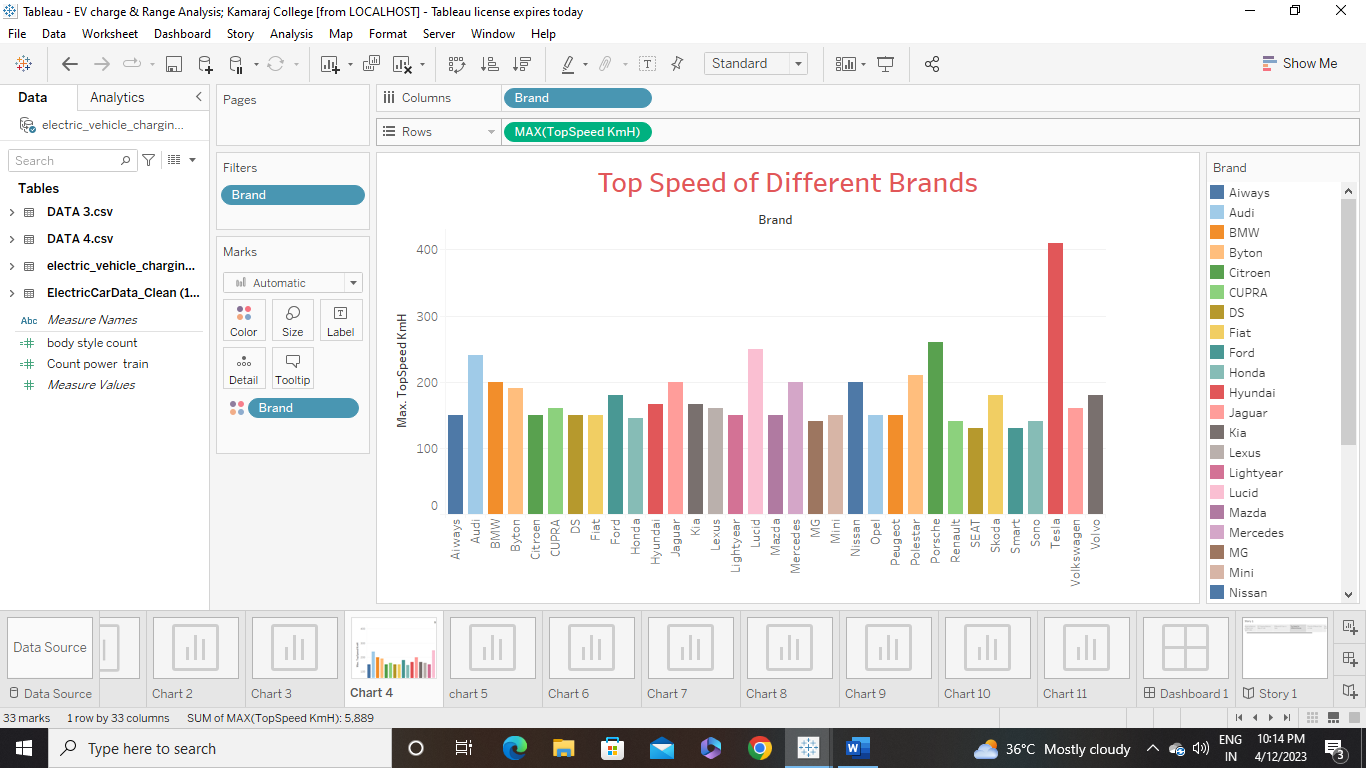 Tableau - EV charge & Range Analysis; Kamaraj College [from LOCALHOST] - Tableau license expires today
File Data Worksheet Dashboard Story Analysis Map Format Server Window Help
Standard
Show Me
Data Analytics
electric_vehicle_chargin...
Search
Tables
DATA 3.csv
DATA 4.csv
electric_vehicle_chargin...
ElectricCarData_Clean (1...
Abc Measure Names
body style count
Count power train
Measure Values
Pages
Filters
Brand
Marks
Automatic
Color Size Label
Detail Tooltip
Brand
Columns Brand
Rows MAX(TopSpeed KmH)
Top Speed of Different Brands
Brand
Max. TopSpeed KmH
400
300
200
100
0
Aiways
Audi
BMW
Byton
Citroen
CUPRA
DS
Fiat
Ford
Honda
Hyundai
Jaguar
Kia
Lexus
Lightyear
Lucid
Mazda
Mercedes
MG
Mini
Nissan
Opel
Peugeot
Polestar
Porsche
Renault
SEAT
Skoda
Smart
Sono
Tesla
Volkswagen
Volvo
Brand
Aiways
Audi
BMW
Byton
Citroen
CUPRA
DS
Fiat
Ford
Honda
Hyundai
Jaguar
Kia
Lexus
Lightyear
Lucid
Mazda
Mercedes
MG
Mini
Nissan
Data Source
Data Source Chart 2 Chart 3 Chart 4 chart 5 Chart 6 Chart 7 Chart 8 Chart 9 Chart 10 Chart 11 Dashboard 1 Story 1
33 marks 1 row by 33 columns SUM of MAX(TopSpeed KmH): 5,889
Type here to search
W
36°C Mostly cloudy
ENG
IN
10:14 PM
4/12/2023
3